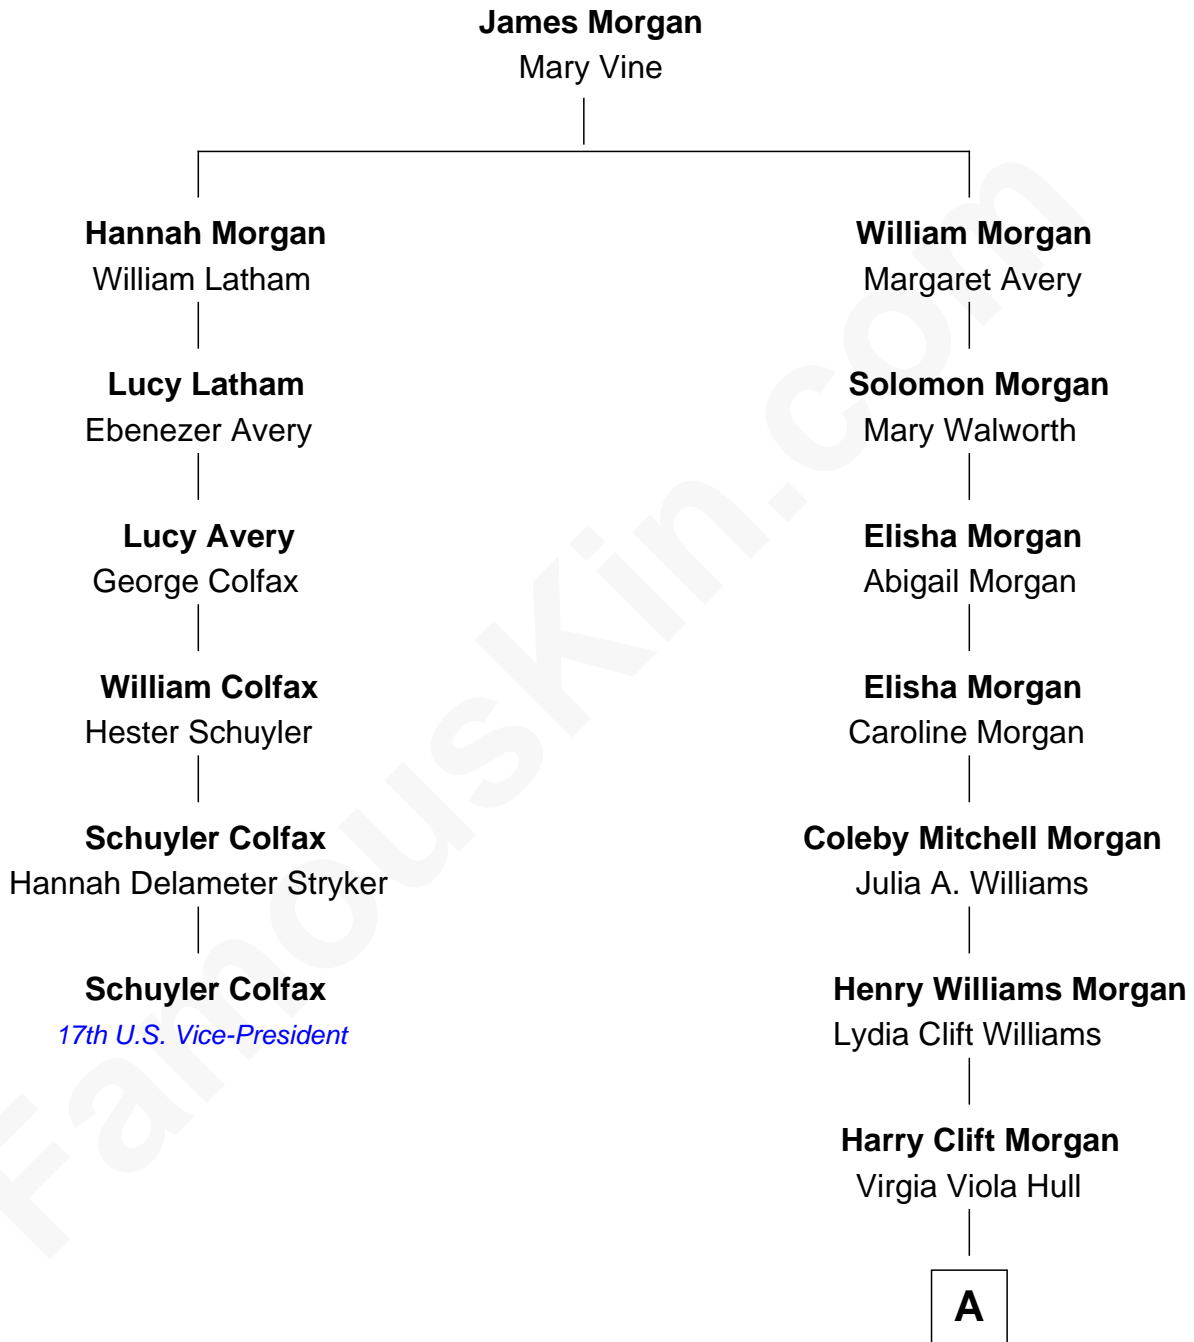 James Morgan
Mary Vine
Hannah Morgan
William Latham
William Morgan
Margaret Avery
Lucy Latham
Ebenezer Avery
Solomon Morgan
Mary Walworth
Lucy Avery
George Colfax
Elisha Morgan
Abigail Morgan
William Colfax
Hester Schuyler
Elisha Morgan
Caroline Morgan
Schuyler Colfax
Hannah Delameter Stryker
Coleby Mitchell Morgan
Julia A. Williams
Schuyler Colfax
17th U.S. Vice-President
Henry Williams Morgan
Lydia Clift Williams
Harry Clift Morgan
Virgia Viola Hull
A
FamousKin.com